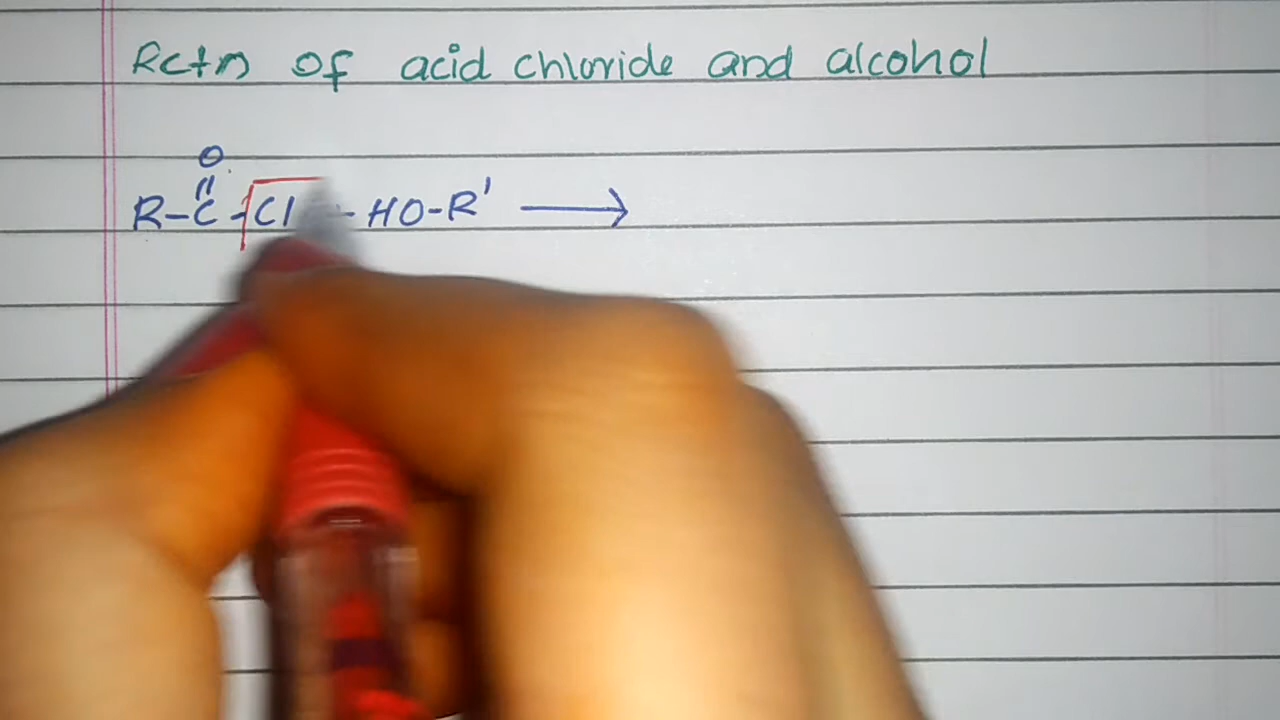 Rctn of acid chloride and alcohol
O
R-C-Cl + HO-R' ⟶